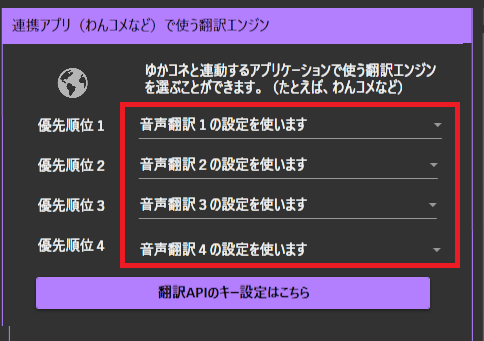 連携アプリ（わんコメなど）で使う翻訳エンジン
ゆかコネと連動するアプリケーションで使う翻訳エンジン
を選ぶことができます。（たとえば、わんコメなど）
優先順位１ 音声翻訳１の設定を使います
優先順位２ 音声翻訳２の設定を使います
優先順位３ 音声翻訳３の設定を使います
優先順位４ 音声翻訳４の設定を使います
翻訳APIのキー設定はこちら